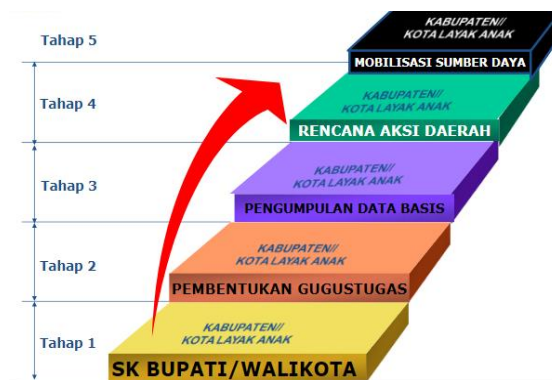 Tahap 5
KABUPATEN//
KOTA LAYAK ANAK
MOBILISASI SUMBER DAYA
Tahap 4
KABUPATEN//
KOTA LAYAK ANAK
RENCANA AKSI DAERAH
Tahap 3
KABUPATEN//
KOTA LAYAK ANAK
PENGUMPULAN DATA BASIS
Tahap 2
KABUPATEN//
KOTA LAYAK ANAK
PEMBENTUKAN GUGUSTUGAS
Tahap 1
KABUPATEN//
KOTA LAYAK ANAK
SK BUPATI/WALIKOTA